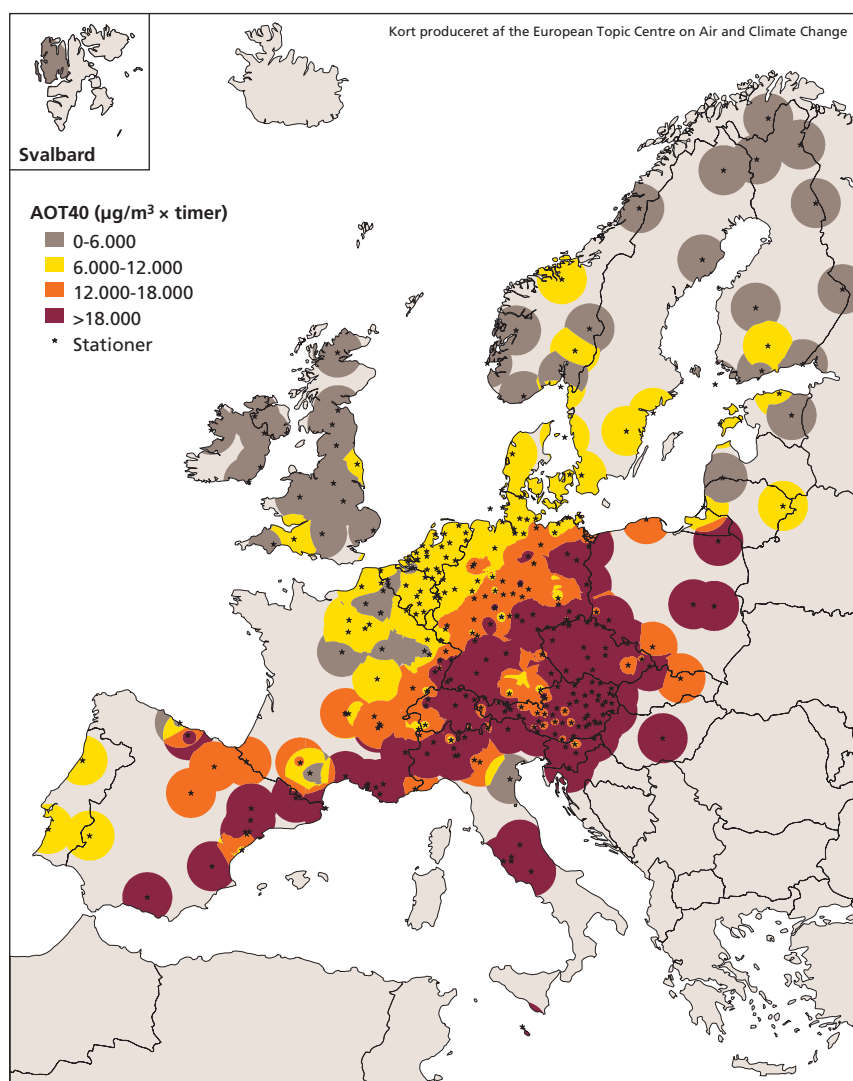 Kort produceret af the European Topic Centre on Air and Climate Change
Svalbard
AOT40 (µg/m³ × timer)
0-6.000
6.000-12.000
12.000-18.000
>18.000
Stationer